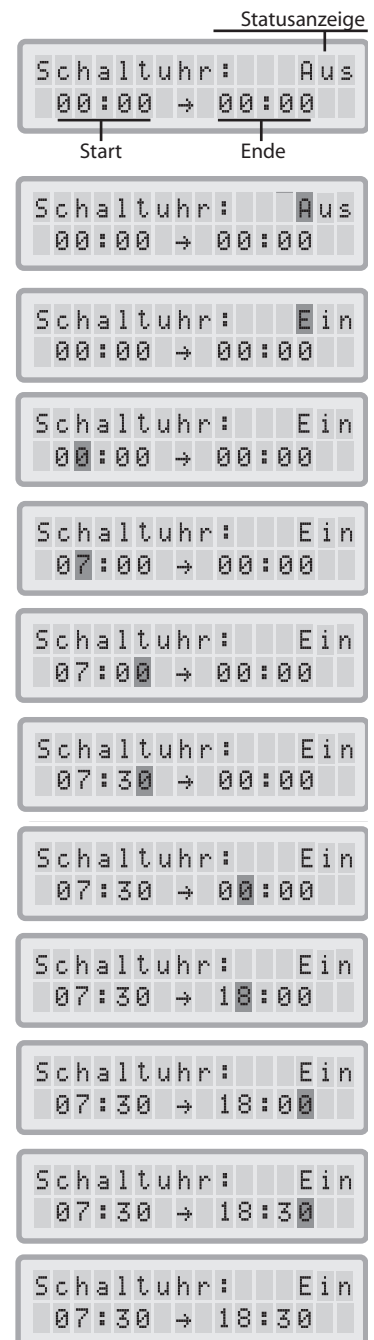 Statusanzeige
Schaltuhr: Aus
00:00 → 00:00
Start Ende
Schaltuhr: Aus
00:00 → 00:00
Schaltuhr: Ein
00:00 → 00:00
Schaltuhr: Ein
00:00 → 00:00
Schaltuhr: Ein
07:00 → 00:00
Schaltuhr: Ein
07:00 → 00:00
Schaltuhr: Ein
07:30 → 00:00
Schaltuhr: Ein
07:30 → 00:00
Schaltuhr: Ein
07:30 → 18:00
Schaltuhr: Ein
07:30 → 18:00
Schaltuhr: Ein
07:30 → 18:30
Schaltuhr: Ein
07:30 → 18:30